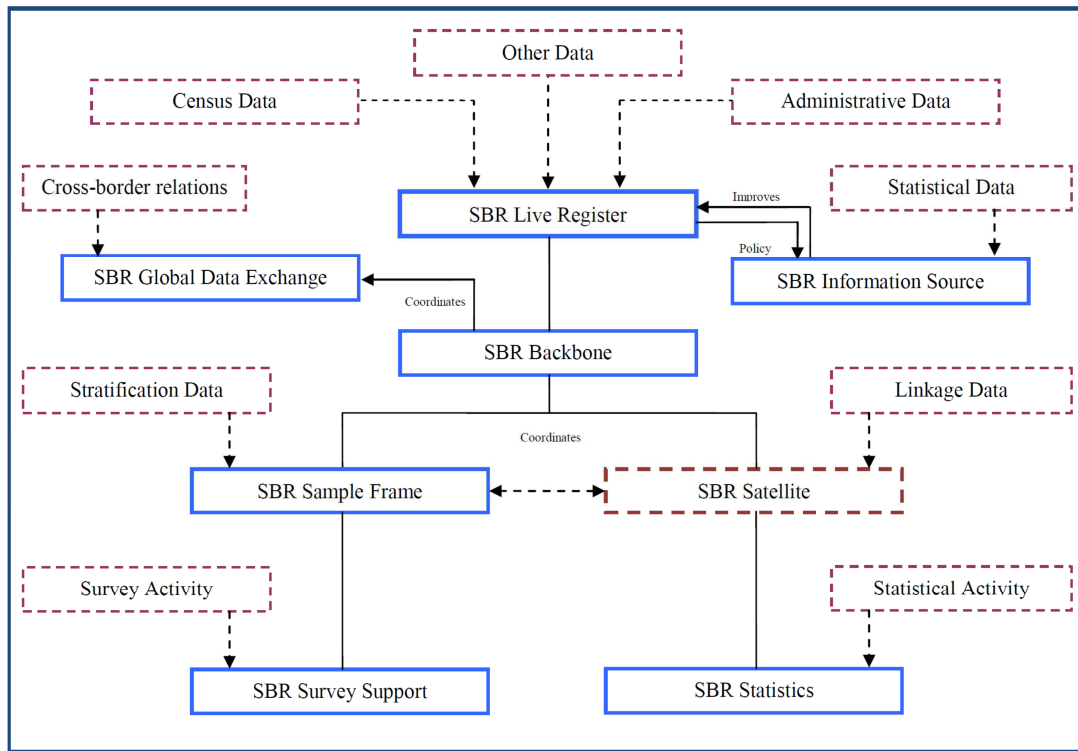 Other Data
Census Data
Administrative Data
Cross-border relations
Statistical Data
SBR Live Register
Improves
Policy
SBR Global Data Exchange
SBR Information Source
Coordinates
SBR Backbone
Stratification Data
Linkage Data
Coordinates
SBR Sample Frame
SBR Satellite
Survey Activity
Statistical Activity
SBR Survey Support
SBR Statistics